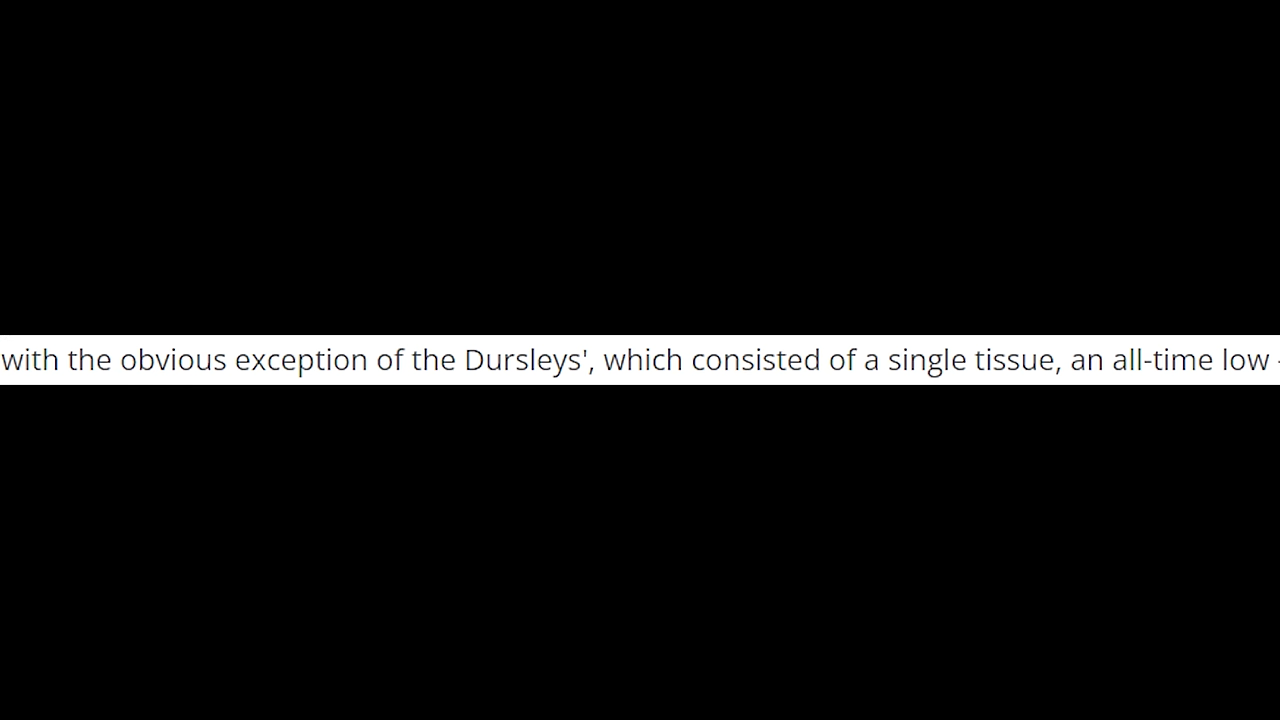 with the obvious exception of the Dursleys', which consisted of a single tissue, an all-time low -